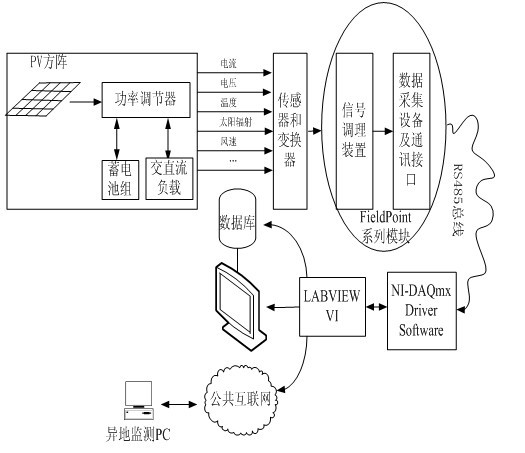 PV方阵
功率调节器
蓄电
池组
交直流
负载
电流
电压
温度
太阳辐射
风速
...
传感
器和
变换
器
信号
调理
装置
数据
采集
设备
及通
讯接
口
FieldPoint
系列模块
RS485总线
数据库
LABVIEW
VI
NI-DAQmx
Driver
Software
公共互联网
异地监测PC